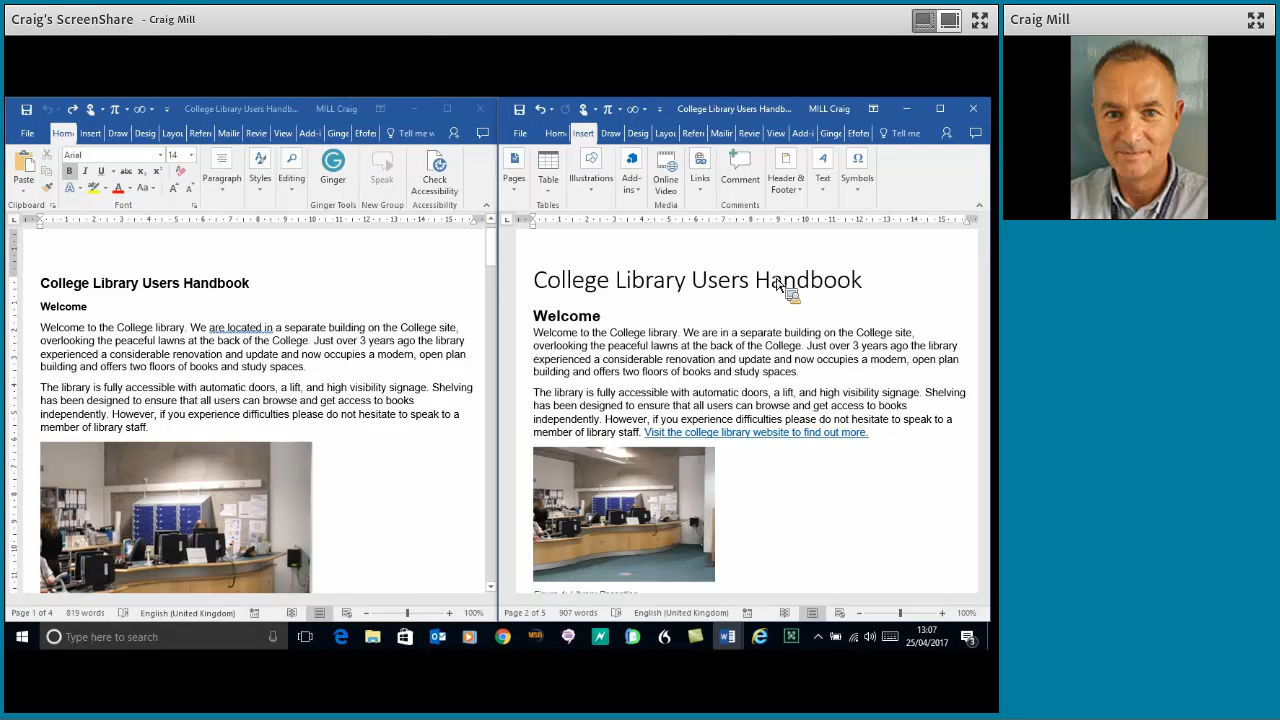 Craig's ScreenShare - Craig Mill
Craig Mill
College Library Users Handb... MILL Craig
File Home Insert Draw Desig Layou Refere Mailin Revie View Add-i Ginge Efofex Tell me w
Paste
Clipboard
Arial 14
B I U abc x₂ x²
Font
Paragraph
Styles
Editing
Ginger
Ginger Tools
Speak
New Group
Check
Accessibility
Accessibility
College Library Users Handbook
Welcome
Welcome to the College library. We are located in a separate building on the College site,
overlooking the peaceful lawns at the back of the College. Just over 3 years ago the library
experienced a considerable renovation and update and now occupies a modern, open plan
building and offers two floors of books and study spaces.
The library is fully accessible with automatic doors, a lift, and high visibility signage. Shelving
has been designed to ensure that all users can browse and get access to books
independently. However, if you experience difficulties please do not hesitate to speak to a
member of library staff.
Page 1 of 4 819 words English (United Kingdom) 100%
College Library Users Handb... MILL Craig
File Home Insert Draw Desig Layou Refere Mailin Revie View Add-i Ginge Efofex Tell me
Pages
Table
Tables
Illustrations
Add-
ins
Online
Video
Media
Links
Comment
Comments
Header &
Footer
Text
Symbols
College Library Users Handbook
Welcome
Welcome to the College library. We are in a separate building on the College site,
overlooking the peaceful lawns at the back of the College. Just over 3 years ago the library
experienced a considerable renovation and update and now occupies a modern, open plan
building and offers two floors of books and study spaces.
The library is fully accessible with automatic doors, a lift, and high visibility signage. Shelving
has been designed to ensure that all users can browse and get access to books
independently. However, if you experience difficulties please do not hesitate to speak to a
member of library staff. Visit the college library website to find out more.
Page 2 of 5 907 words English (United Kingdom) 100%
Type here to search
13:07
25/04/2017
3